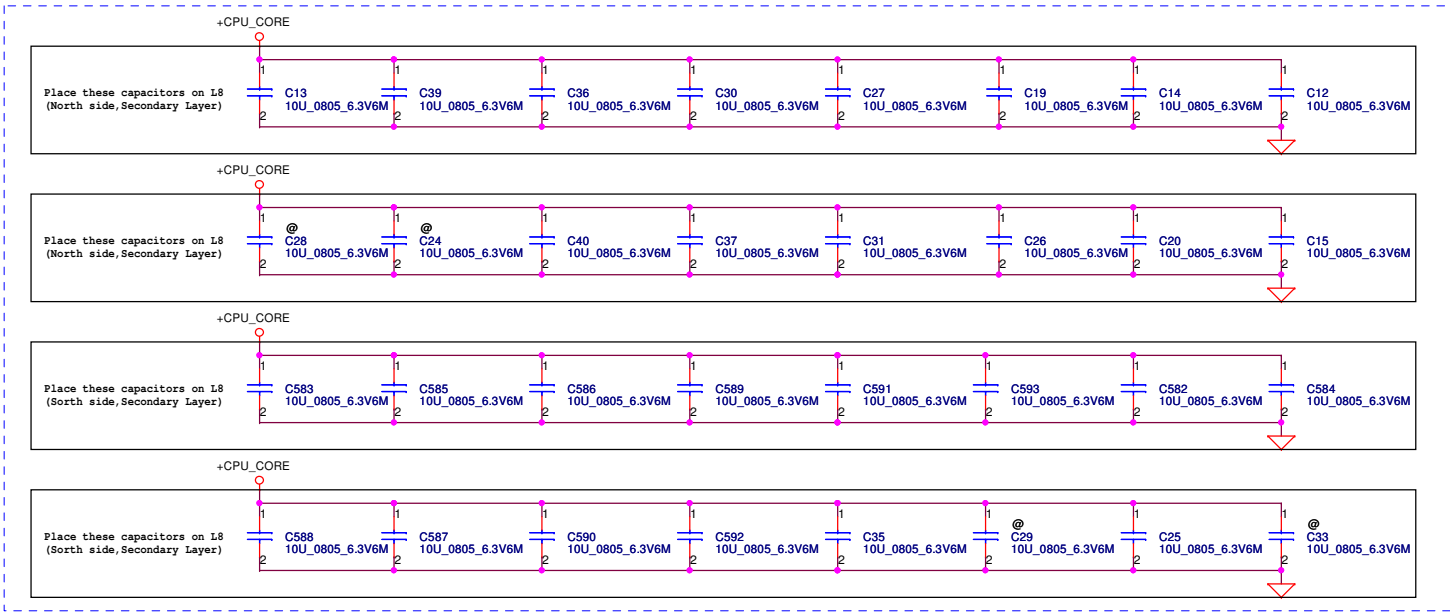 +CPU_CORE
1 1 1 1 1 1 1 1
Place these capacitors on L8 C13 C39 C36 C30 C27 C19 C14 C12
(North side,Secondary Layer) 10U_0805_6.3V6M 10U_0805_6.3V6M 10U_0805_6.3V6M 10U_0805_6.3V6M 10U_0805_6.3V6M 10U_0805_6.3V6M 10U_0805_6.3V6M 10U_0805_6.3V6M
2 2 2 2 2 2 2 2
+CPU_CORE
1 1 1 1 1 1 1 1
@ @
Place these capacitors on L8 C28 C24 C40 C37 C31 C26 C20 C15
(North side,Secondary Layer) 10U_0805_6.3V6M 10U_0805_6.3V6M 10U_0805_6.3V6M 10U_0805_6.3V6M 10U_0805_6.3V6M 10U_0805_6.3V6M 10U_0805_6.3V6M 10U_0805_6.3V6M
2 2 2 2 2 2 2 2
+CPU_CORE
1 1 1 1 1 1 1 1
Place these capacitors on L8 C583 C585 C586 C589 C591 C593 C582 C584
(Sorth side,Secondary Layer) 10U_0805_6.3V6M 10U_0805_6.3V6M 10U_0805_6.3V6M 10U_0805_6.3V6M 10U_0805_6.3V6M 10U_0805_6.3V6M 10U_0805_6.3V6M 10U_0805_6.3V6M
2 2 2 2 2 2 2 2
+CPU_CORE
1 1 1 1 1 1 1 1
@ @
Place these capacitors on L8 C588 C587 C590 C592 C35 C29 C25 C33
(Sorth side,Secondary Layer) 10U_0805_6.3V6M 10U_0805_6.3V6M 10U_0805_6.3V6M 10U_0805_6.3V6M 10U_0805_6.3V6M 10U_0805_6.3V6M 10U_0805_6.3V6M 10U_0805_6.3V6M
2 2 2 2 2 2 2 2